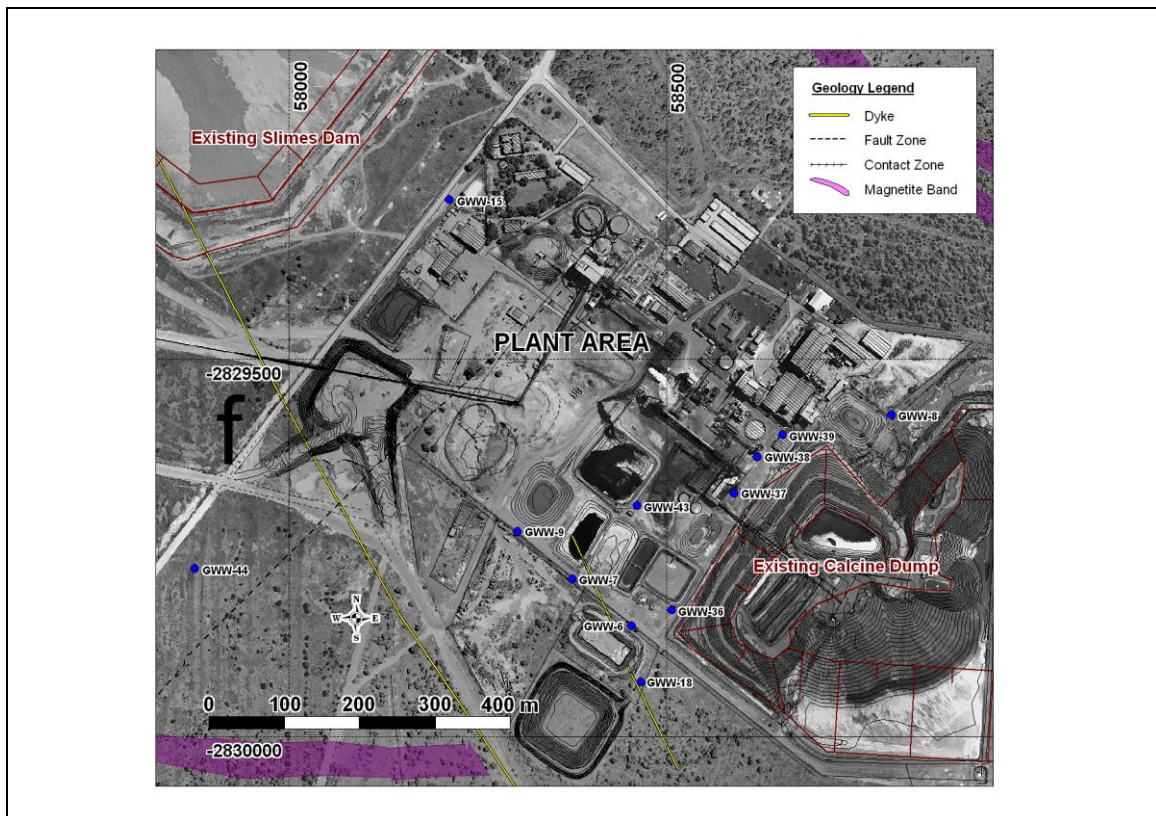 58000
58500
Geology Legend
Dyke
Fault Zone
Contact Zone
Magnetite Band
Existing Slimes Dam
GWW-15
PLANT AREA
-2829500
f
GWW-8
GWW-39
GWW-38
GWW-37
GWW-43
GWW-9
Existing Calcine Dump
GWW-44
GWW-7
N
W E
S
GWW-36
GWW-6
GWW-18
0 100 200 300 400 m
-2830000